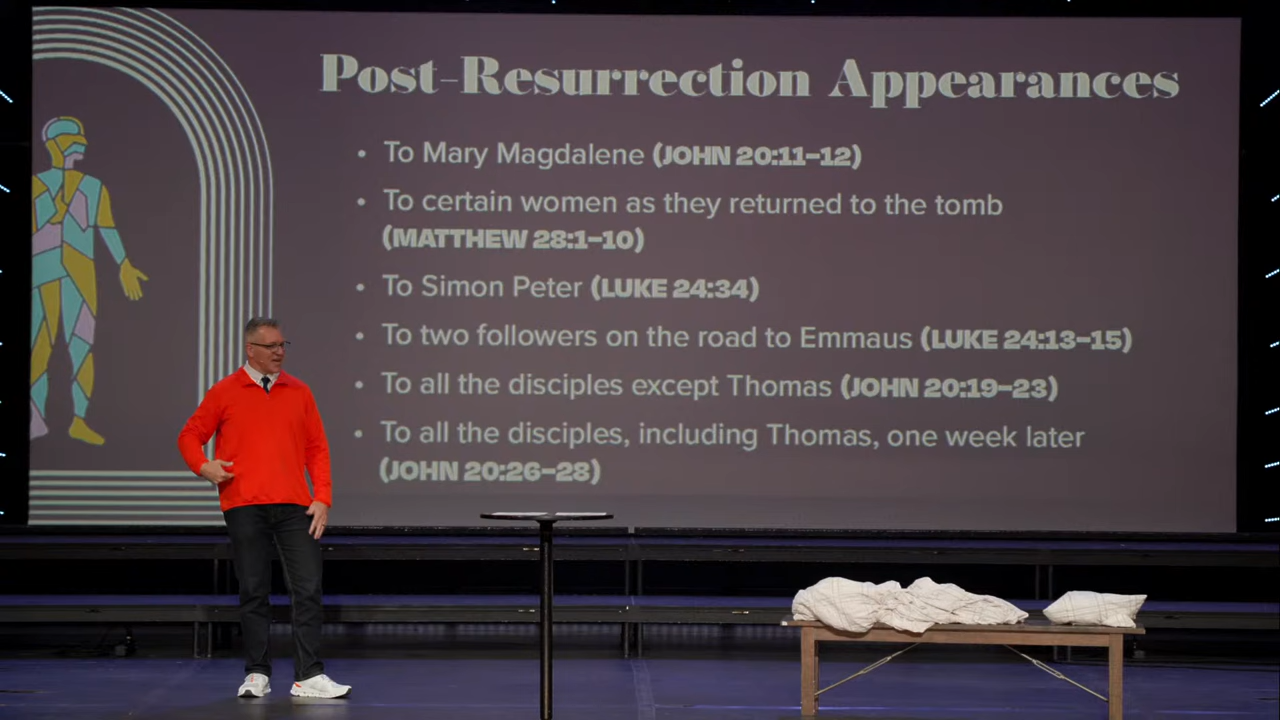 Post-Resurrection Appearances
• To Mary Magdalene (JOHN 20:11–12)
• To certain women as they returned to the tomb
(MATTHEW 28:1–10)
• To Simon Peter (LUKE 24:34)
• To two followers on the road to Emmaus (LUKE 24:13–15)
• To all the disciples except Thomas (JOHN 20:19–23)
• To all the disciples, including Thomas, one week later
(JOHN 20:26–28)